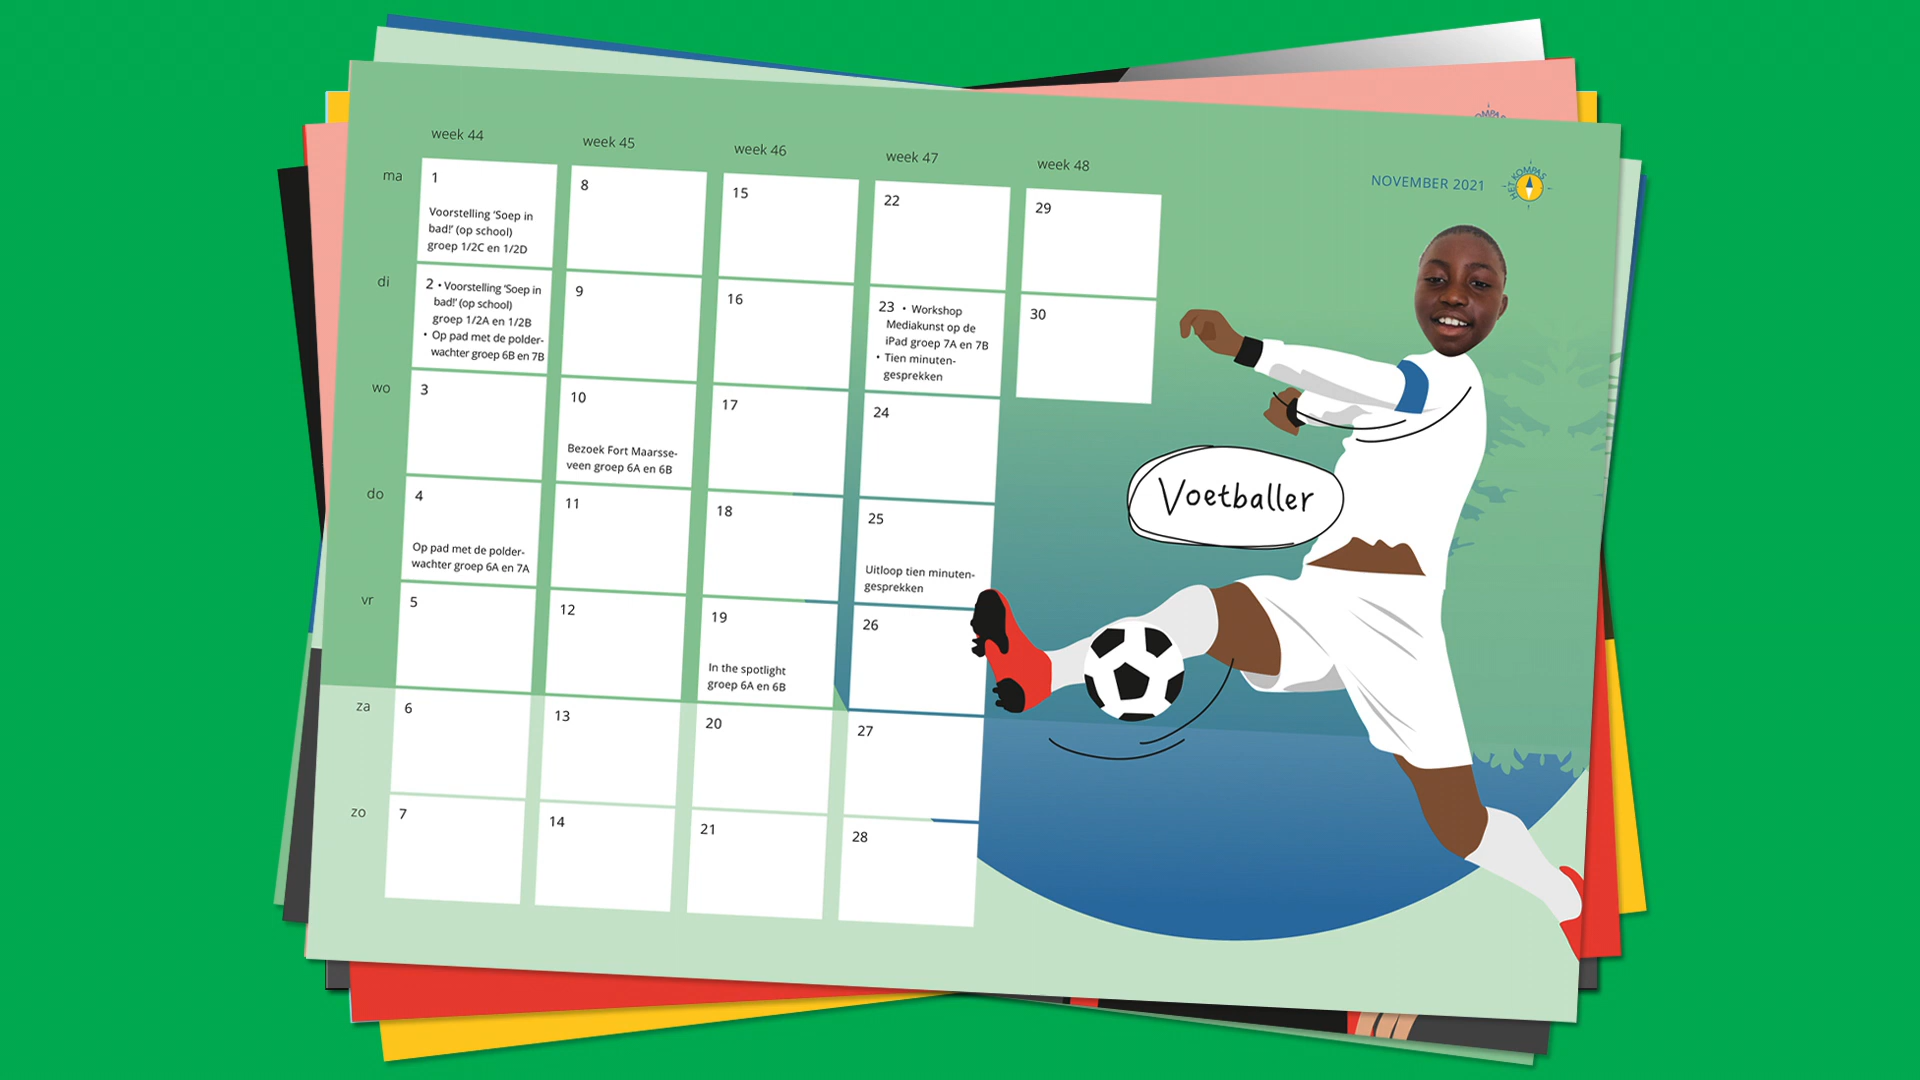 week 44
week 45
week 46
week 47
week 48
NOVEMBER 2021
HET KOMPAS
ma
1
Voorstelling ‘Soep in
bad!’ (op school)
groep 1/2C en 1/2D
8
15
22
29
di
2 • Voorstelling ‘Soep in
bad!’ (op school)
groep 1/2A en 1/2B
• Op pad met de polder-
wachter groep 6B en 7B
9
16
23 • Workshop
Mediakunst op de
iPad groep 7A en 7B
• Tien minuten-
gesprekken
30
wo
3
10
Bezoek Fort Maarsse-
veen groep 6A en 6B
17
24
do
4
Op pad met de polder-
wachter groep 6A en 7A
11
18
25
Uitloop tien minuten-
gesprekken
vr
5
12
19
In the spotlight
groep 6A en 6B
26
za
6
13
20
27
zo
7
14
21
28
Voetballer